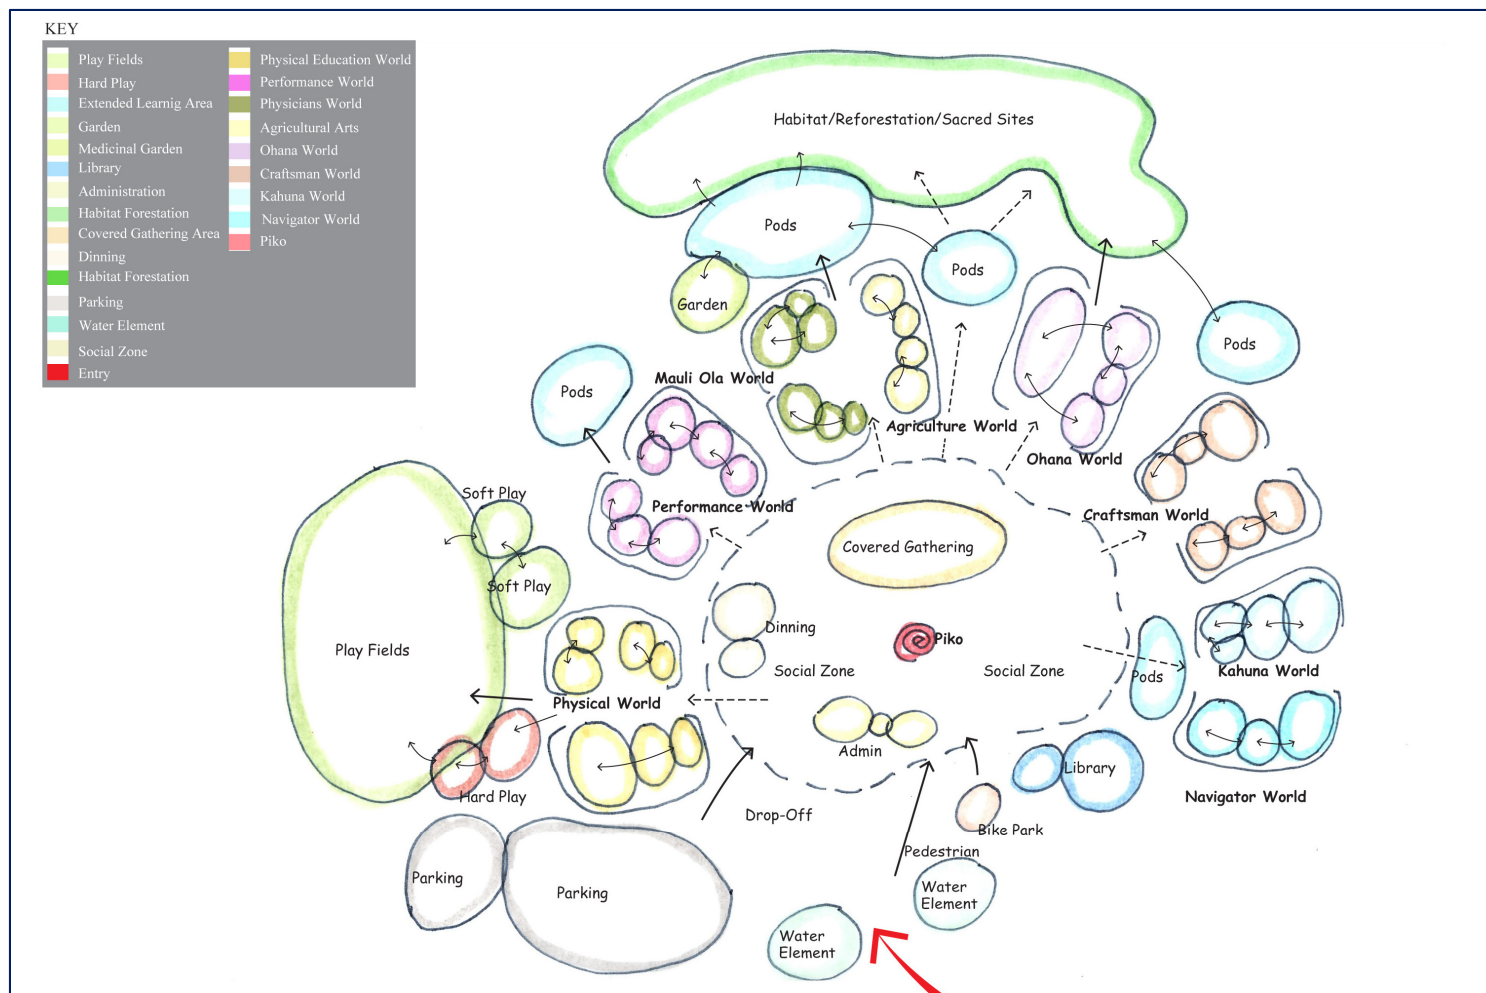 KEY
Play Fields
Hard Play
Extended Learnig Area
Garden
Medicinal Garden
Library
Administration
Habitat Forestation
Covered Gathering Area
Dinning
Habitat Forestation
Parking
Water Element
Social Zone
Entry
Physical Education World
Performance World
Physicians World
Agricultural Arts
Ohana World
Craftsman World
Kahuna World
Navigator World
Piko
Habitat/Reforestation/Sacred Sites
Pods
Pods
Garden
Pods
Mauli Ola World
Pods
Agriculture World
Ohana World
Soft Play
Performance World
Craftsman World
Covered Gathering
Soft Play
Dinning
Piko
Play Fields
Social Zone
Social Zone
Pods
Kahuna World
Physical World
Admin
Library
Hard Play
Navigator World
Drop-Off
Bike Park
Pedestrian
Parking
Parking
Water
Element
Water
Element